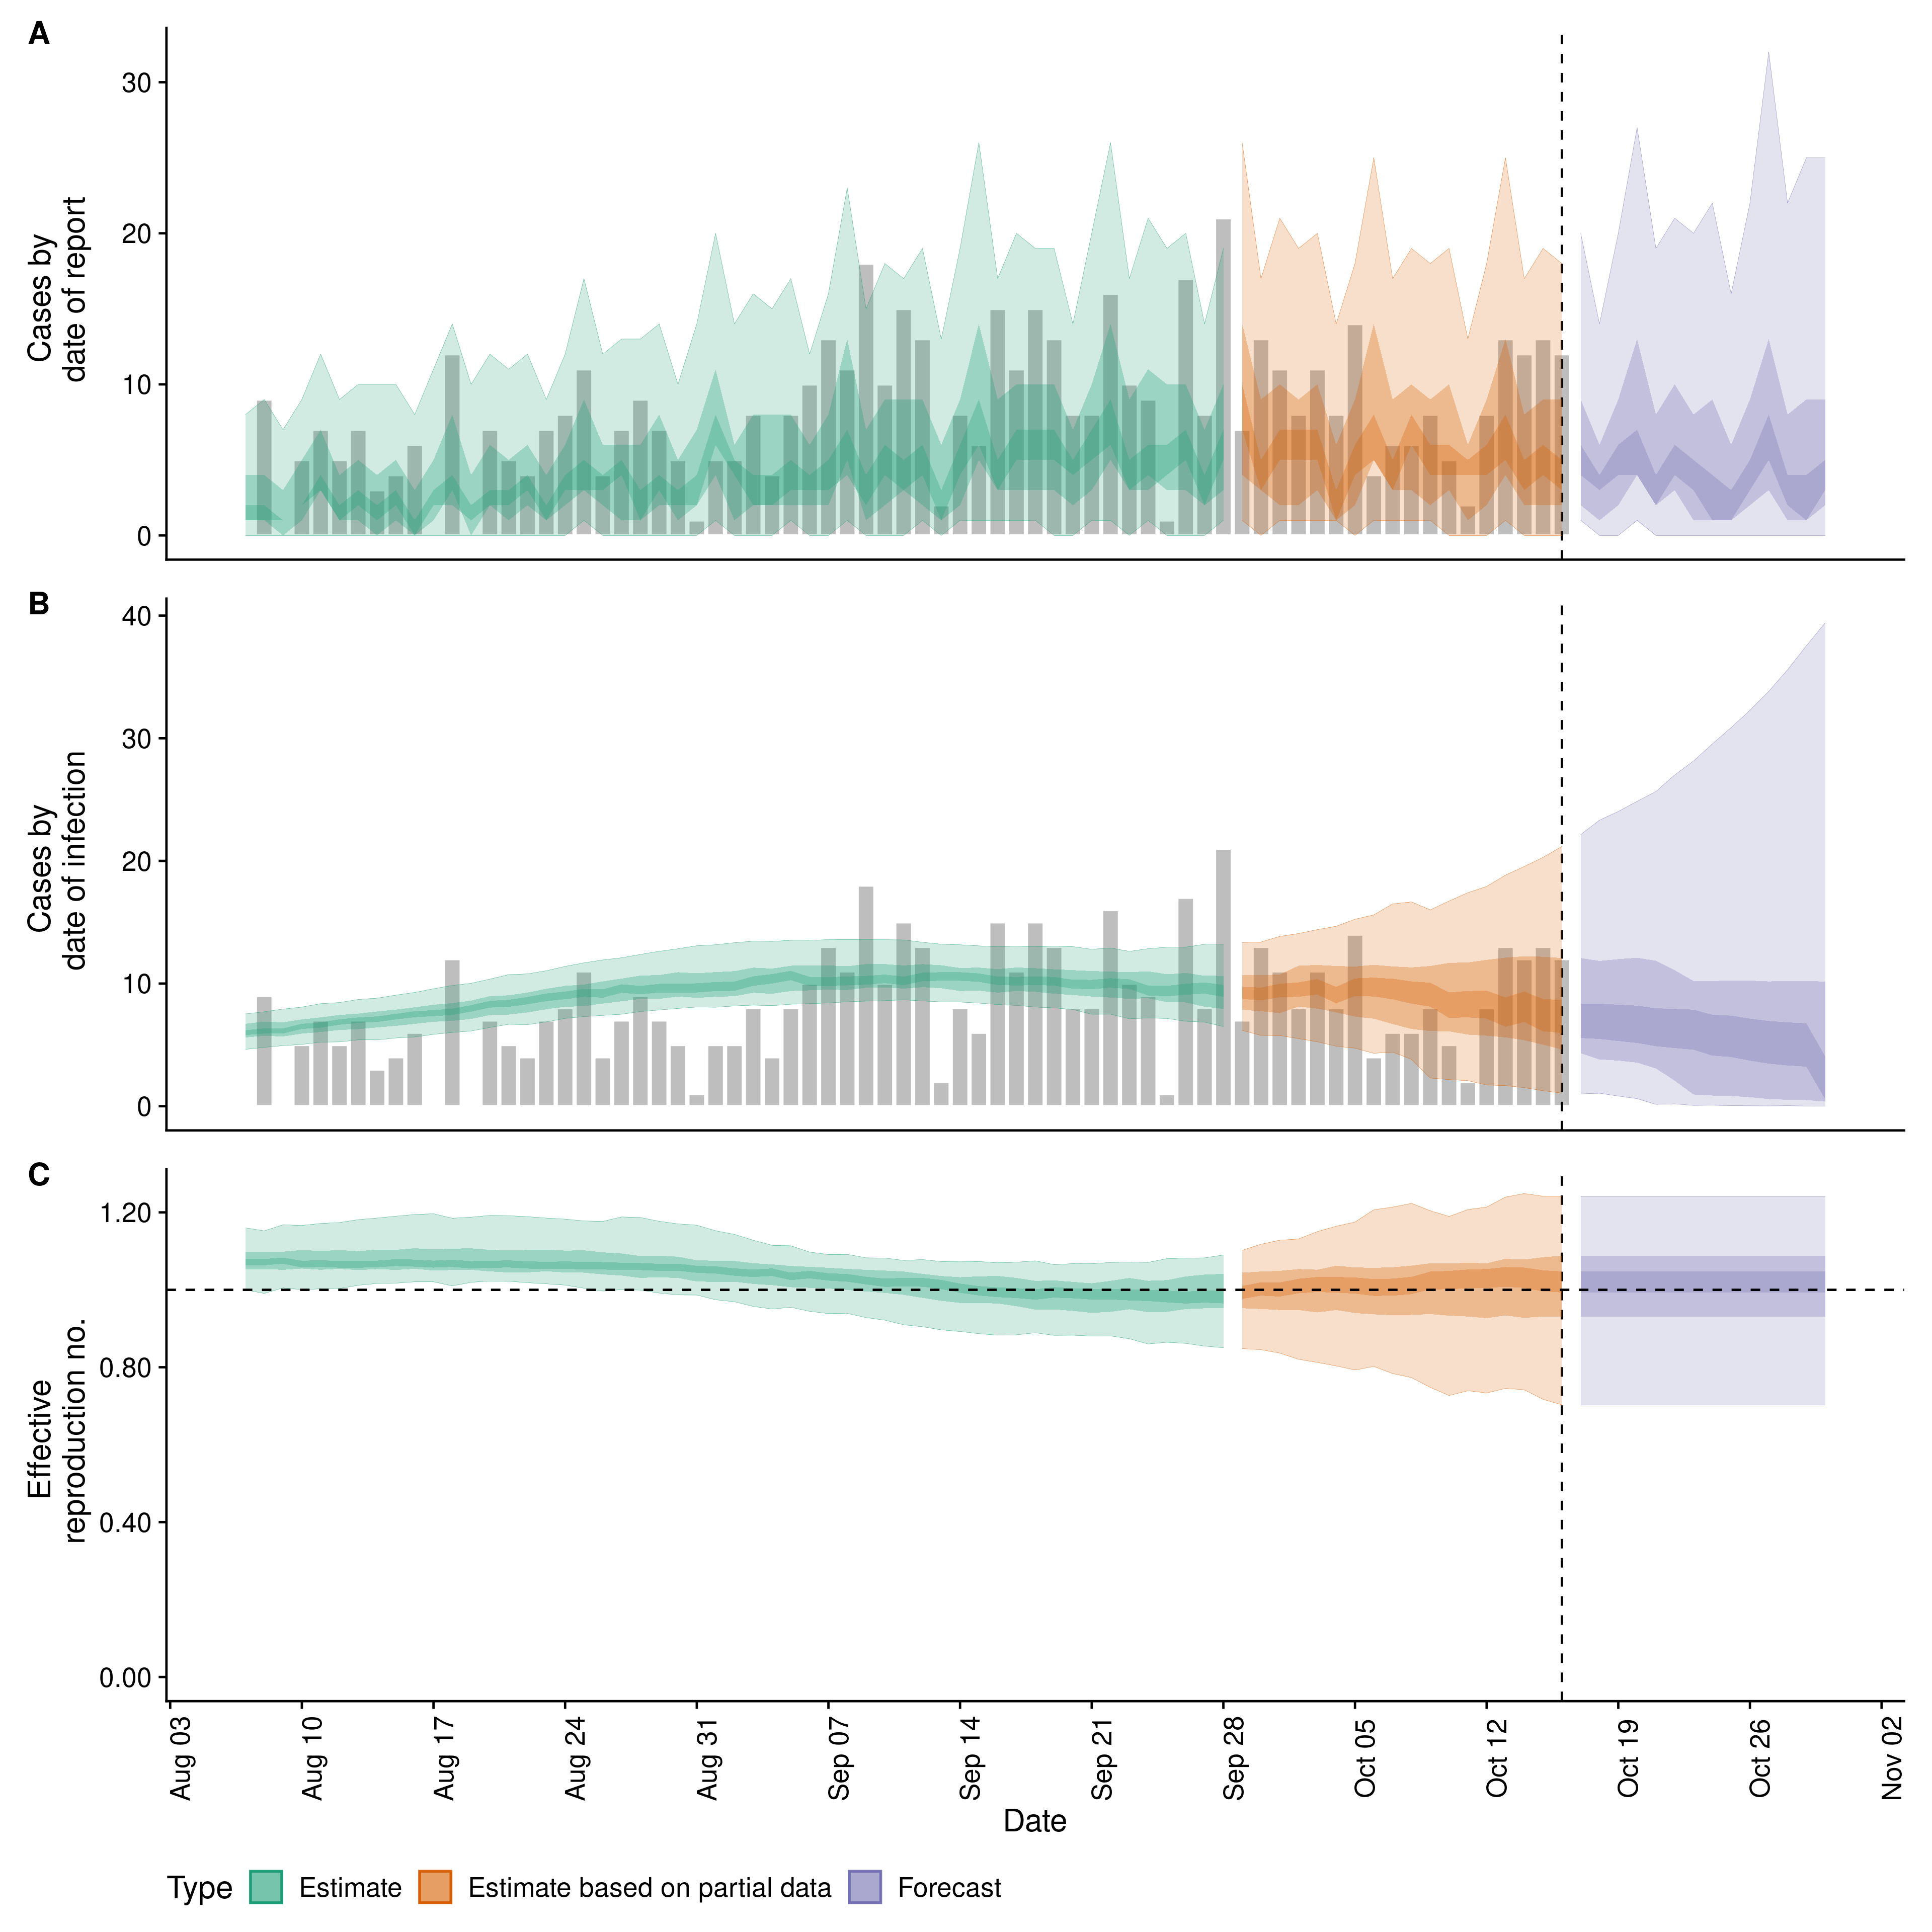 A
Cases by
date of report
30
20
10
0
B
Cases by
date of infection
40
30
20
10
0
C
Effective
reproduction no.
1.20
0.80
0.40
0.00
Aug 03
Aug 10
Aug 17
Aug 24
Aug 31
Sep 07
Sep 14
Sep 21
Sep 28
Oct 05
Oct 12
Oct 19
Oct 26
Nov 02
Date
Type Estimate Estimate based on partial data Forecast